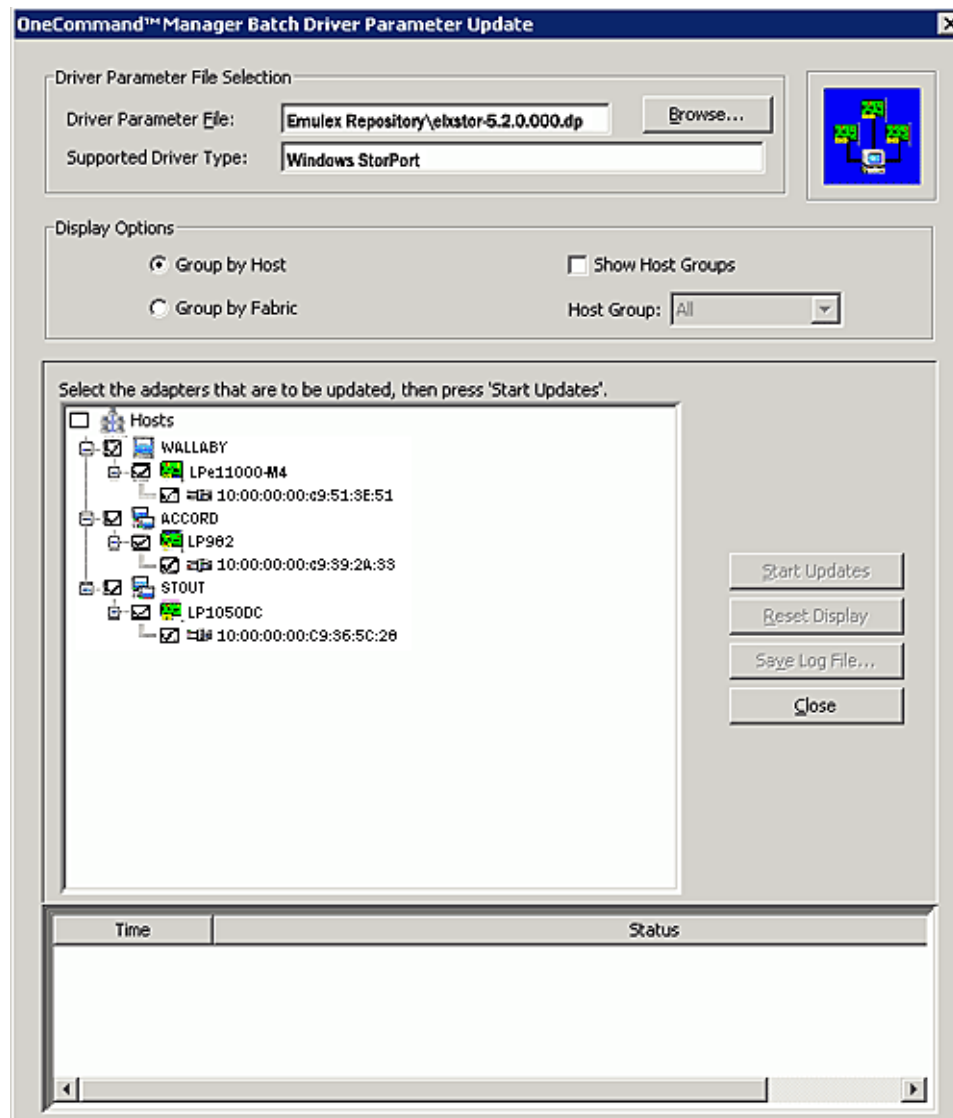 OneCommand™ Manager Batch Driver Parameter Update
Driver Parameter File Selection
Driver Parameter File: Emulex Repository\elxstor-5.2.0.000.dp Browse...
Supported Driver Type: Windows StorPort
Display Options
Group by Host Show Host Groups
Group by Fabric Host Group: All
Select the adapters that are to be updated, then press 'Start Updates'.
Hosts
WALLABY
LPe11000-M4
10:00:00:00:c9:51:3E:51
ACCORD
LP982
10:00:00:00:c9:39:2A:33
STOUT
LP1050DC
10:00:00:00:C9:36:5C:28
Start Updates
Reset Display
Save Log File...
Close
Time Status